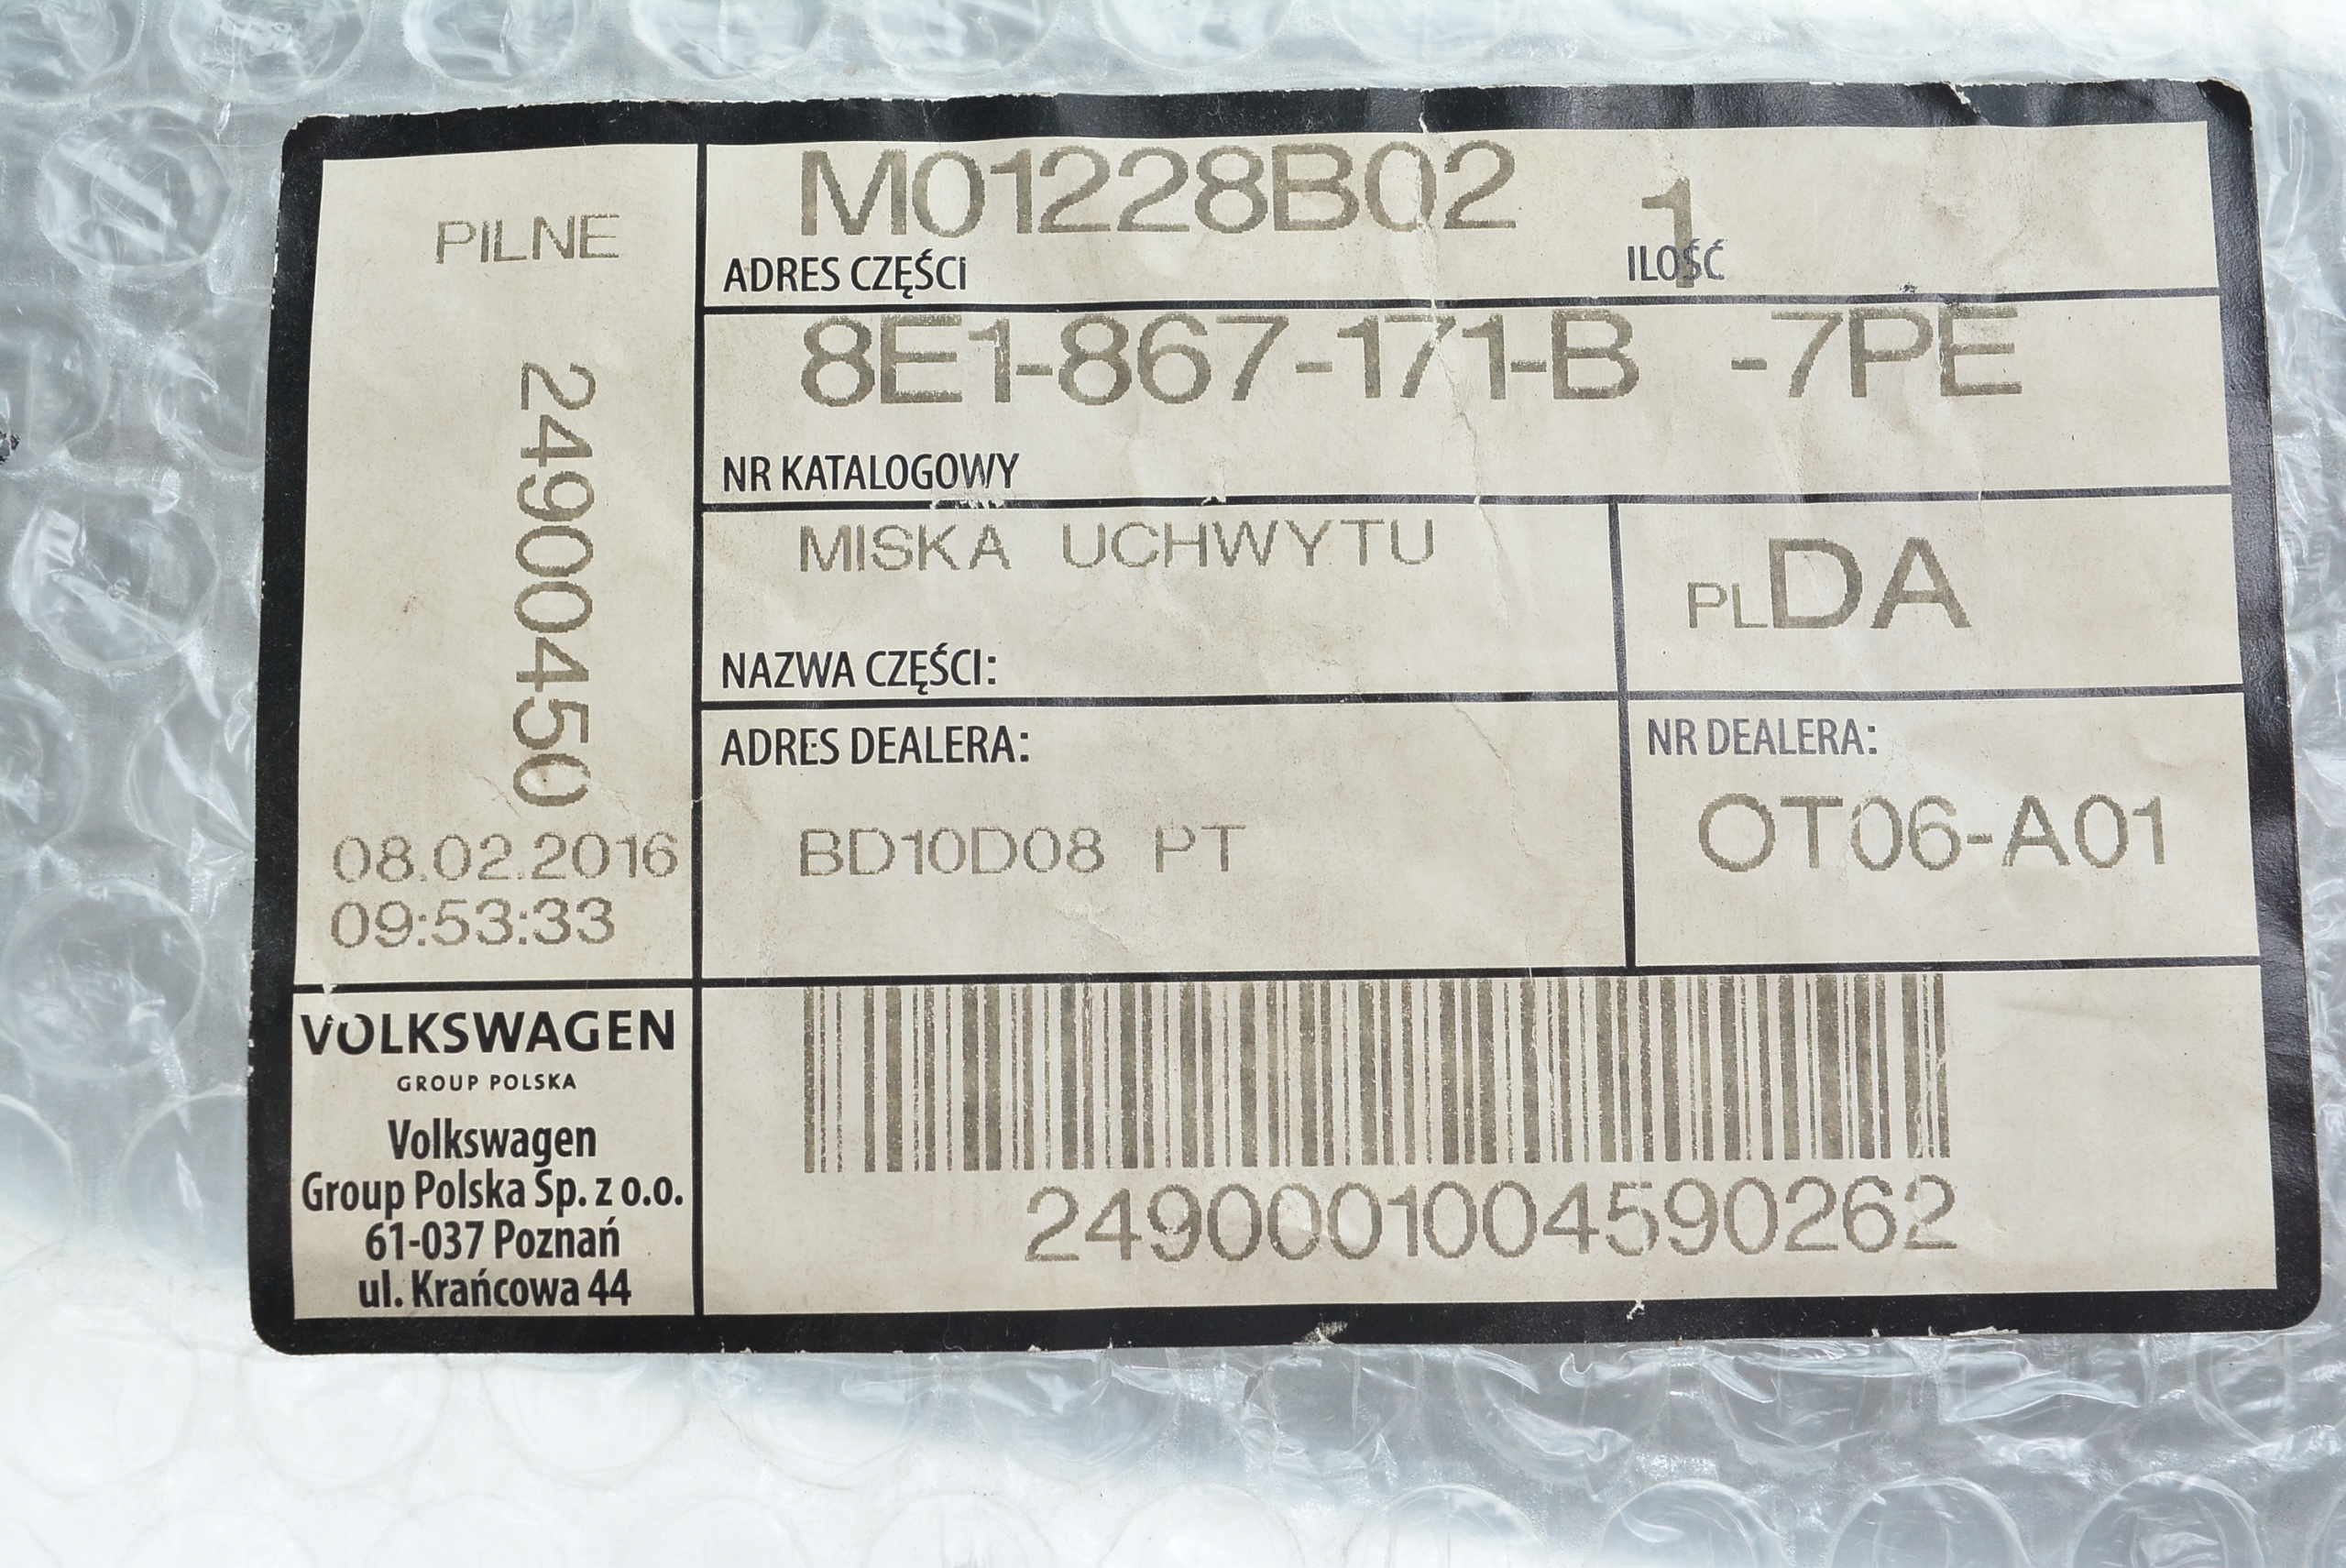 PILNE
24900450
08.02.2016
09:53:33
M01228B02
ADRES CZĘŚCI
1
ILOŚĆ
8E1-867-171-B -7PE
NR KATALOGOWY
MISKA UCHWYTU
NAZWA CZĘŚCI:
PLDA
ADRES DEALERA:
BD10D08 PT
NR DEALERA:
OT06-A01
VOLKSWAGEN
GROUP POLSKA
Volkswagen
Group Polska Sp. z o.o.
61-037 Poznań
ul. Krańcowa 44
2490001004590262